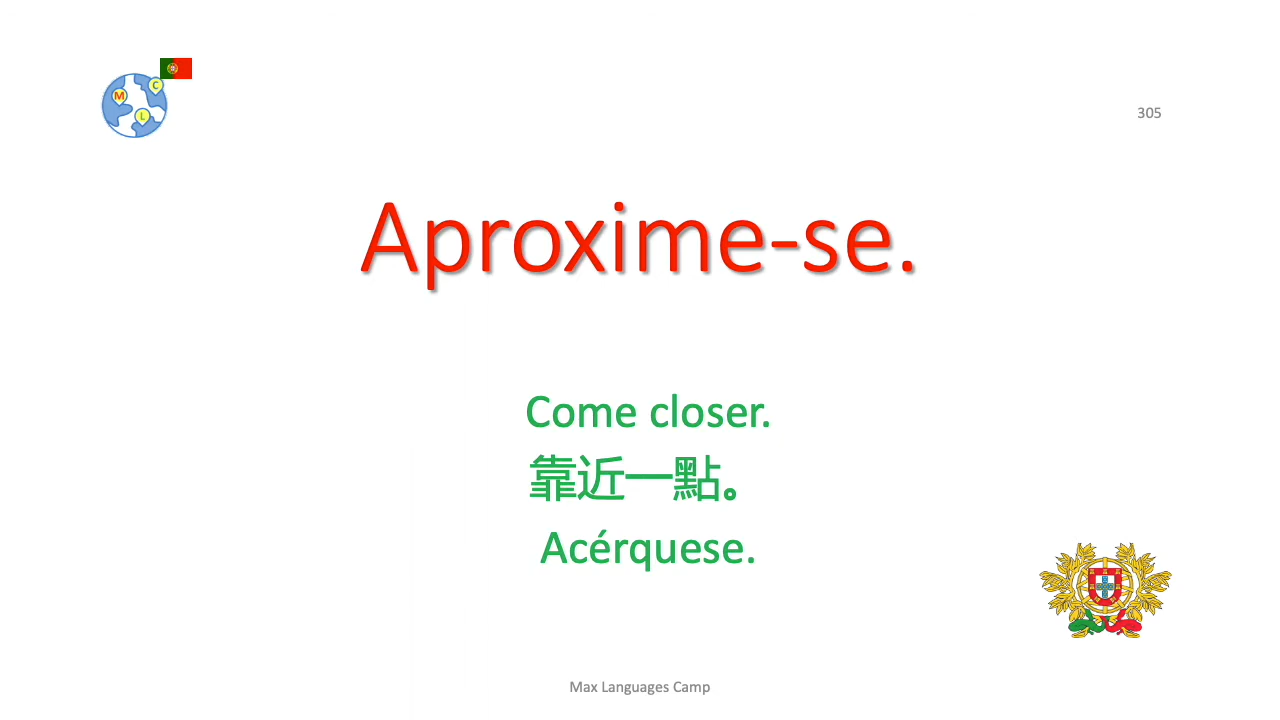 M
C
L
305
Aproxime-se.
Come closer.
靠近一點。
Acérquese.
Max Languages Camp